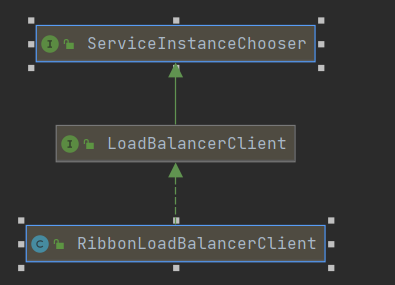 I ServiceInstanceChooser
I LoadBalancerClient
C RibbonLoadBalancerClient